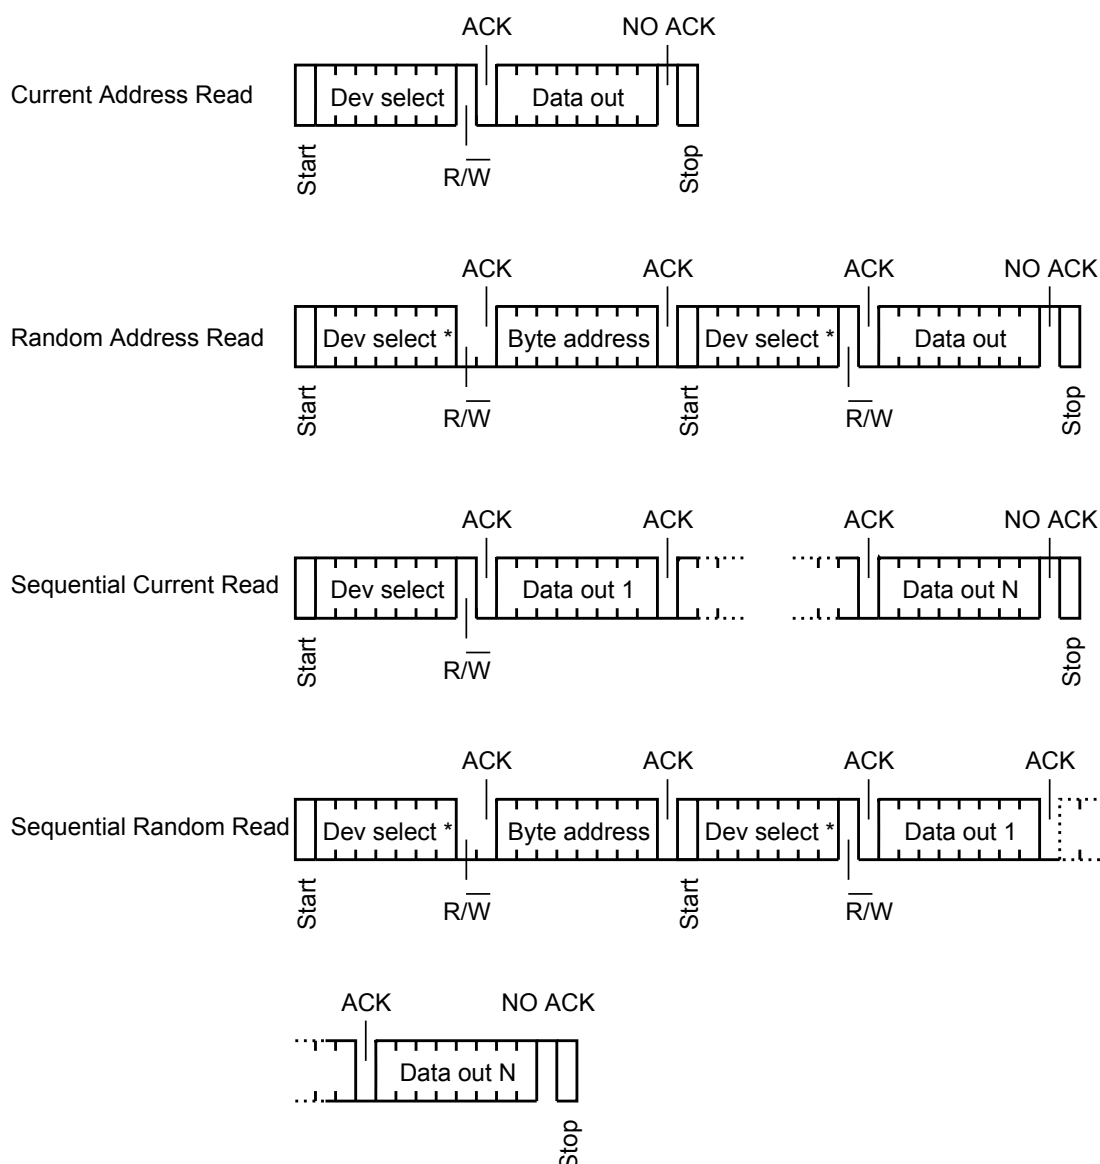 ACK NO ACK
Current Address Read Dev select Data out
Start R/W̅ Stop
ACK ACK ACK NO ACK
Random Address Read Dev select * Byte address Dev select * Data out
Start R/W̅ Start R̅/W Stop
ACK ACK ACK NO ACK
Sequential Current Read Dev select Data out 1 Data out N
Start R/W̅ Stop
ACK ACK ACK ACK
Sequential Random Read Dev select * Byte address Dev select * Data out 1
Start R/W̅ Start R̅/W
ACK NO ACK
Data out N
Stop